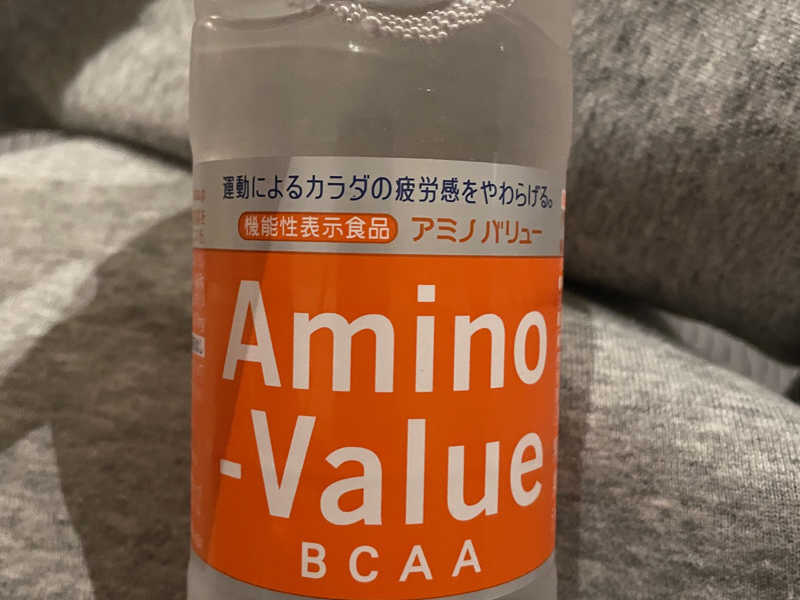 運動によるカラダの疲労感をやわらげる。
機能性表示食品 アミノバリュー
Amino
-Value
BCAA